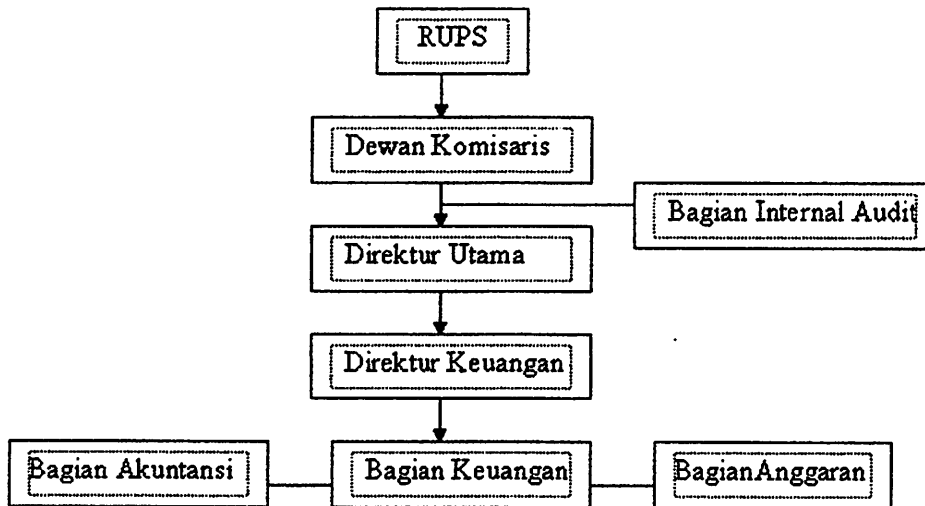 RUPS
Dewan Komisaris
Bagian Internal Audit
Direktur Utama
Direktur Keuangan
Bagian Akuntansi
Bagian Keuangan
BagianAnggaran